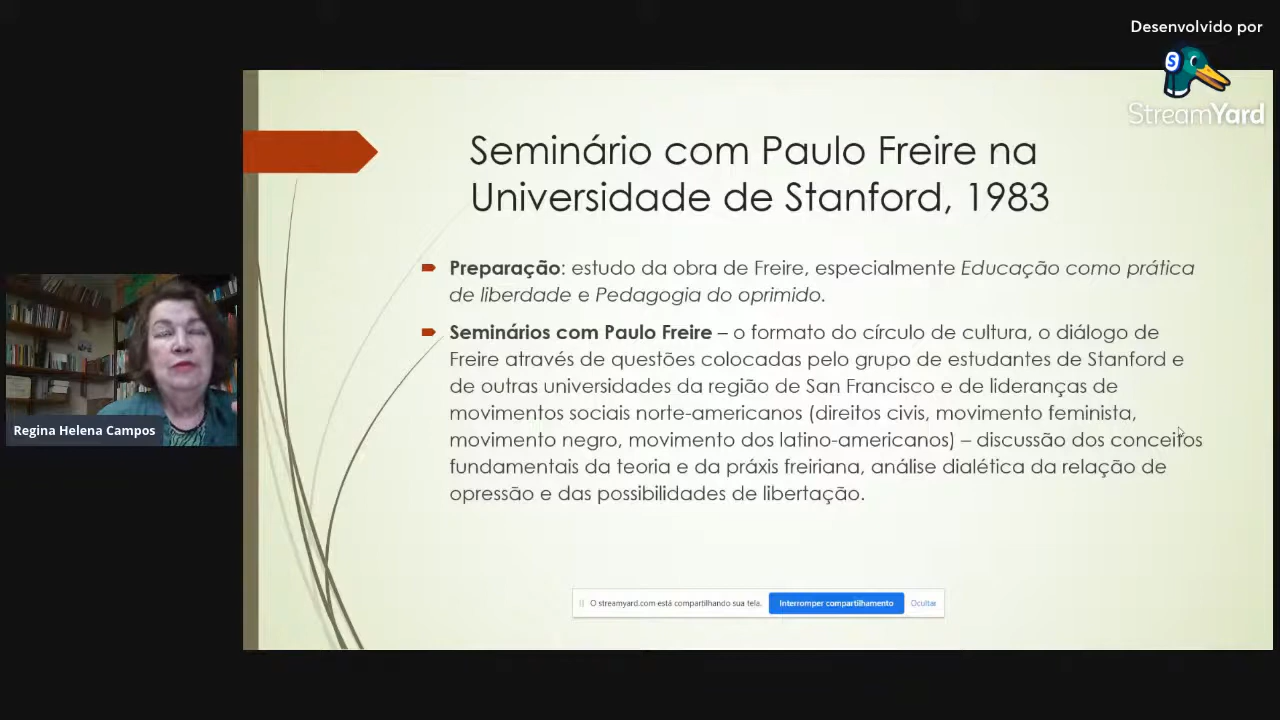 Desenvolvido por
S
StreamYard
Seminário com Paulo Freire na
Universidade de Stanford, 1983
Preparação: estudo da obra de Freire, especialmente Educação como prática
de liberdade e Pedagogia do oprimido.
Seminários com Paulo Freire – o formato do círculo de cultura, o diálogo de
Freire através de questões colocadas pelo grupo de estudantes de Stanford e
de outras universidades da região de San Francisco e de lideranças de
movimentos sociais norte-americanos (direitos civis, movimento feminista,
movimento negro, movimento dos latino-americanos) – discussão dos conceitos
fundamentais da teoria e da práxis freiriana, análise dialética da relação de
opressão e das possibilidades de libertação.
Regina Helena Campos
O streamyard.com está compartilhando sua tela. Interromper compartilhamento Ocultar